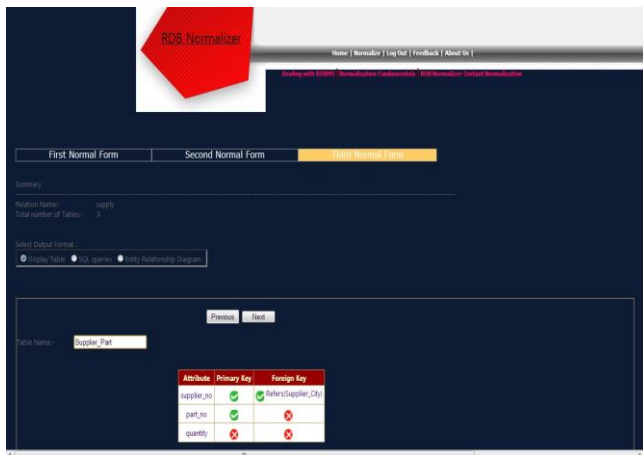 RDB Normalizer
Home | Normalize | Log Out | Feedback | About Us |
Dealing with RDBMS | Normalization Fundamentals | RDB Normalizer- Instant Normalization
First Normal Form Second Normal Form Third Normal Form
Summary
Relation Name:- supply
Total number of Tables:- 3
Select Output Format:
Display Table SQL queries Entity Relationship Diagram
Previous Next
Table Name:- Supplier_Part
Attribute Primary Key Foreign Key
supplier_no Refers(Supplier_City)
part_no
quantity